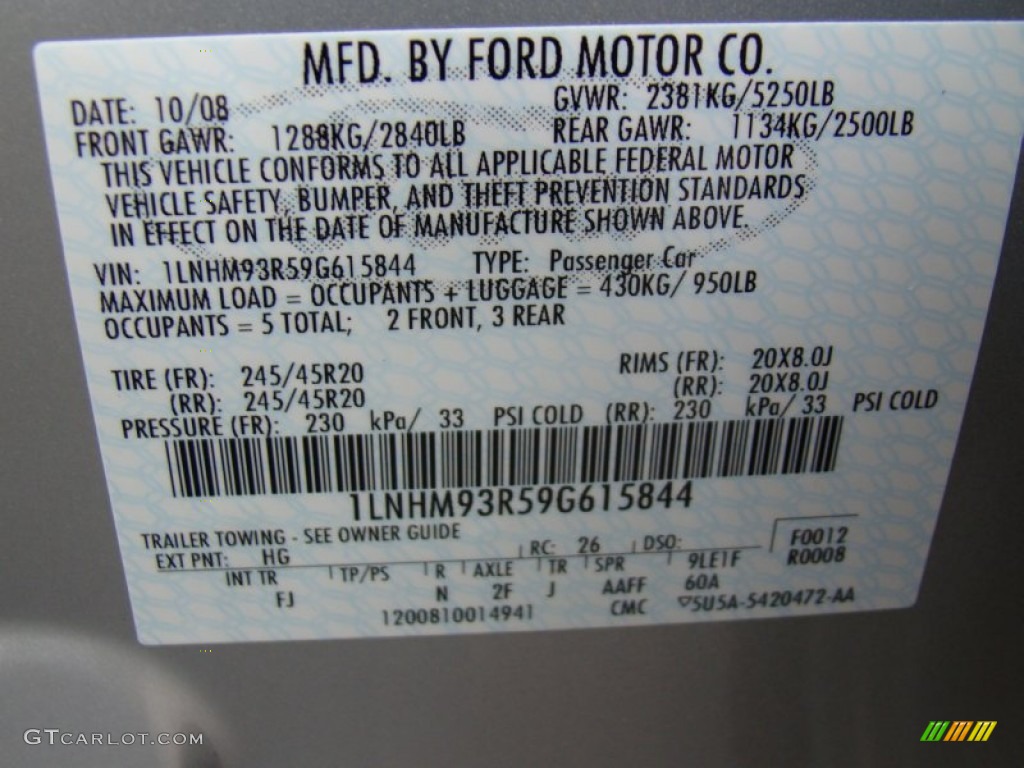 MFD. BY FORD MOTOR CO.
DATE: 10/08 GVWR: 2381KG/5250LB
FRONT GAWR: 1288KG/2840LB REAR GAWR: 1134KG/2500LB
THIS VEHICLE CONFORMS TO ALL APPLICABLE FEDERAL MOTOR
VEHICLE SAFETY, BUMPER, AND THEFT PREVENTION STANDARDS
IN EFFECT ON THE DATE OF MANUFACTURE SHOWN ABOVE.
VIN: 1LNHM93R59G615844 TYPE: Passenger Car
MAXIMUM LOAD = OCCUPANTS + LUGGAGE = 430KG/ 950LB
OCCUPANTS = 5 TOTAL; 2 FRONT, 3 REAR
TIRE (FR): 245/45R20 RIMS (FR): 20X8.0J
(RR): 245/45R20 (RR): 20X8.0J
PRESSURE (FR): 230 kPa/ 33 PSI COLD (RR): 230 kPa/ 33 PSI COLD
1LNHM93R59G615844
TRAILER TOWING - SEE OWNER GUIDE
EXT PNT: HG RC: 26 DSO: F0012
R0008
INT TR TP/PS R AXLE TR SPR 9LE1F
FJ N 2F J AAFF 60A
1200810014941 CMC ▽5U5A-5420472-AA
GTCARLOT.COM